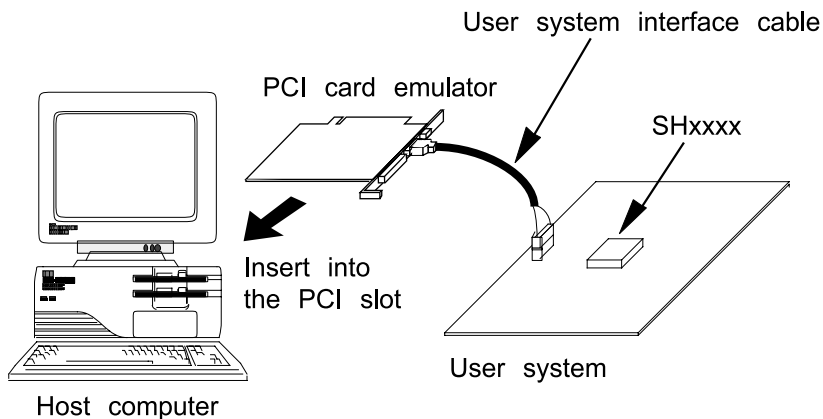 User system interface cable
PCI card emulator
SHxxxx
Insert into
the PCI slot
User system
Host computer